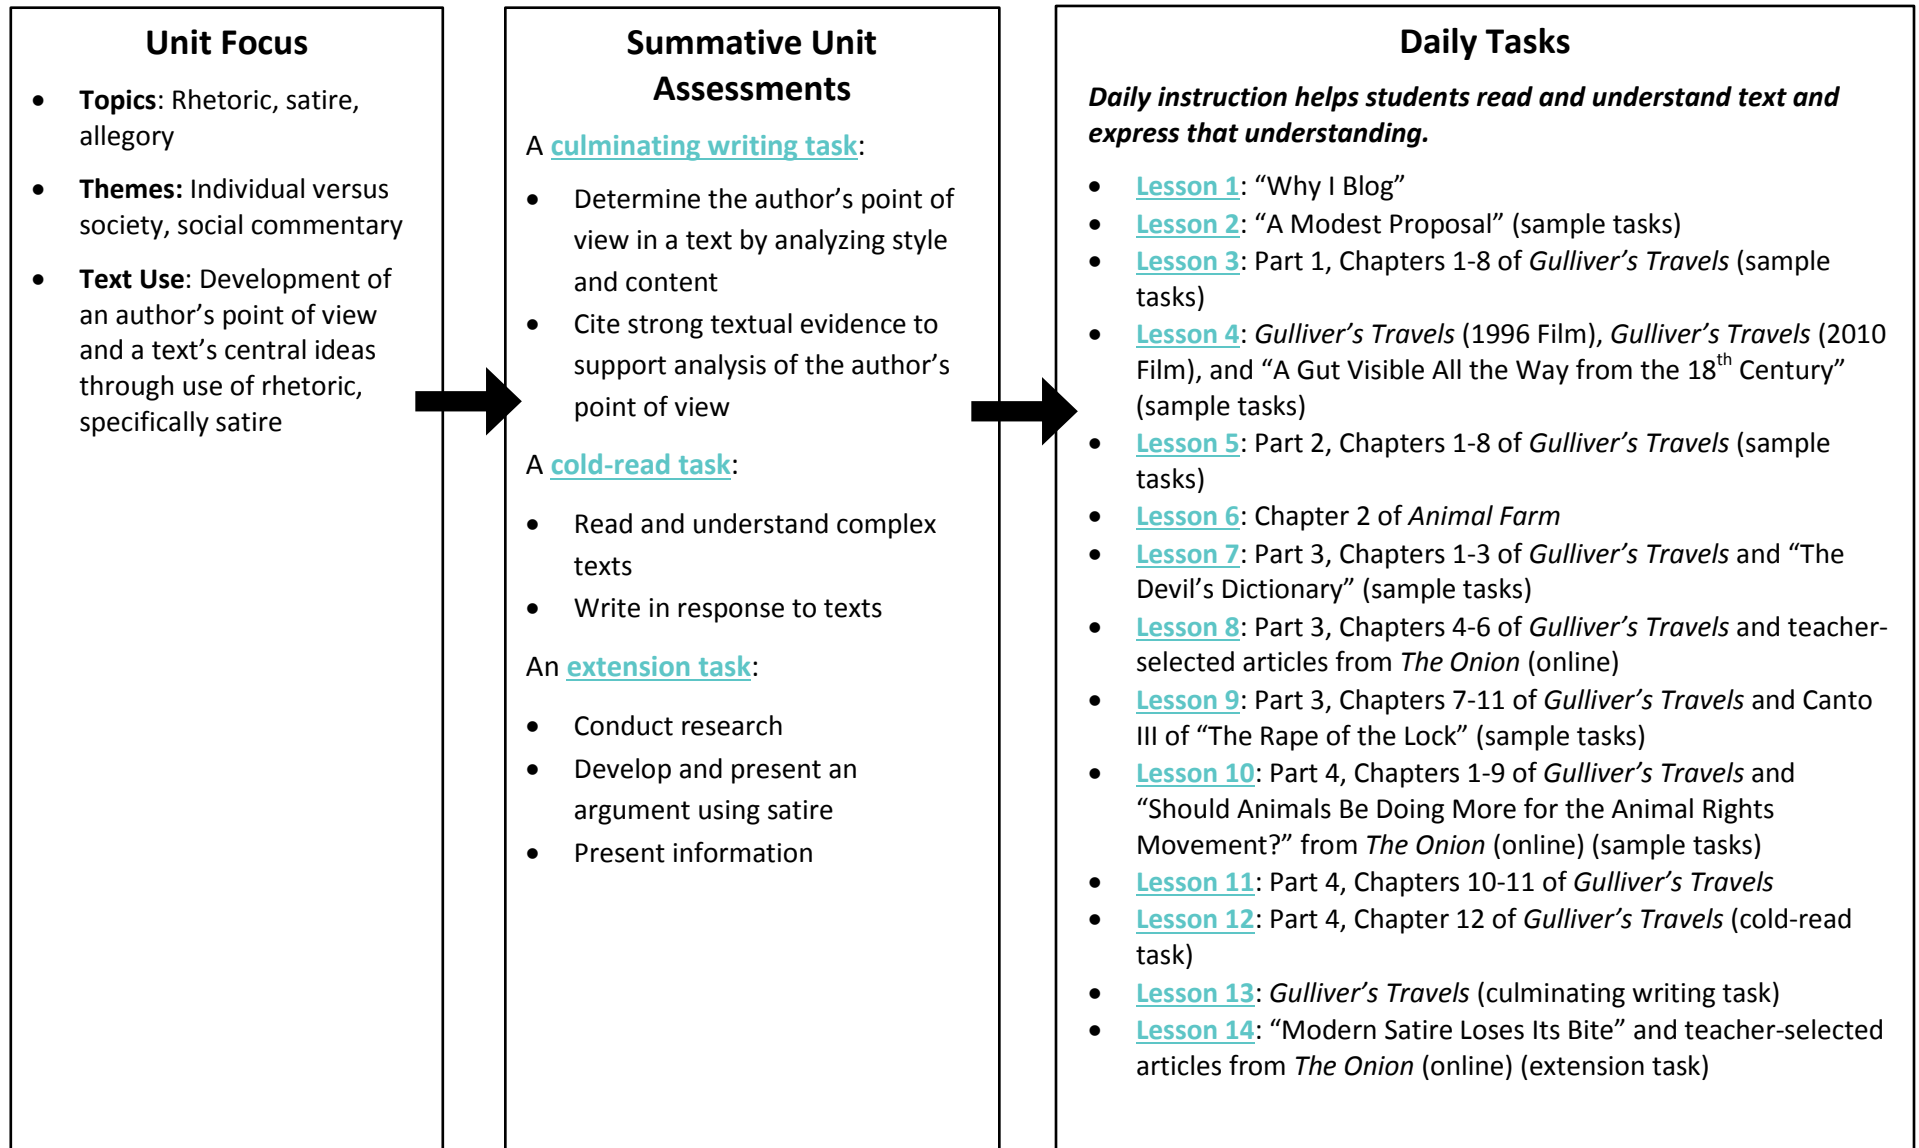 Unit Focus
• Topics: Rhetoric, satire,
allegory
• Themes: Individual versus
society, social commentary
• Text Use: Development of
an author’s point of view
and a text’s central ideas
through use of rhetoric,
specifically satire
Summative Unit
Assessments
A culminating writing task:
• Determine the author’s point of
view in a text by analyzing style
and content
• Cite strong textual evidence to
support analysis of the author’s
point of view
A cold-read task:
• Read and understand complex
texts
• Write in response to texts
An extension task:
• Conduct research
• Develop and present an
argument using satire
• Present information
Daily Tasks
Daily instruction helps students read and understand text and
express that understanding.
• Lesson 1: “Why I Blog”
• Lesson 2: “A Modest Proposal” (sample tasks)
• Lesson 3: Part 1, Chapters 1-8 of Gulliver’s Travels (sample
tasks)
• Lesson 4: Gulliver’s Travels (1996 Film), Gulliver’s Travels (2010
Film), and “A Gut Visible All the Way from the 18th Century”
(sample tasks)
• Lesson 5: Part 2, Chapters 1-8 of Gulliver’s Travels (sample
tasks)
• Lesson 6: Chapter 2 of Animal Farm
• Lesson 7: Part 3, Chapters 1-3 of Gulliver’s Travels and “The
Devil’s Dictionary” (sample tasks)
• Lesson 8: Part 3, Chapters 4-6 of Gulliver’s Travels and teacher-
selected articles from The Onion (online)
• Lesson 9: Part 3, Chapters 7-11 of Gulliver’s Travels and Canto
III of “The Rape of the Lock” (sample tasks)
• Lesson 10: Part 4, Chapters 1-9 of Gulliver’s Travels and
“Should Animals Be Doing More for the Animal Rights
Movement?” from The Onion (online) (sample tasks)
• Lesson 11: Part 4, Chapters 10-11 of Gulliver’s Travels
• Lesson 12: Part 4, Chapter 12 of Gulliver’s Travels (cold-read
task)
• Lesson 13: Gulliver’s Travels (culminating writing task)
• Lesson 14: “Modern Satire Loses Its Bite” and teacher-selected
articles from The Onion (online) (extension task)